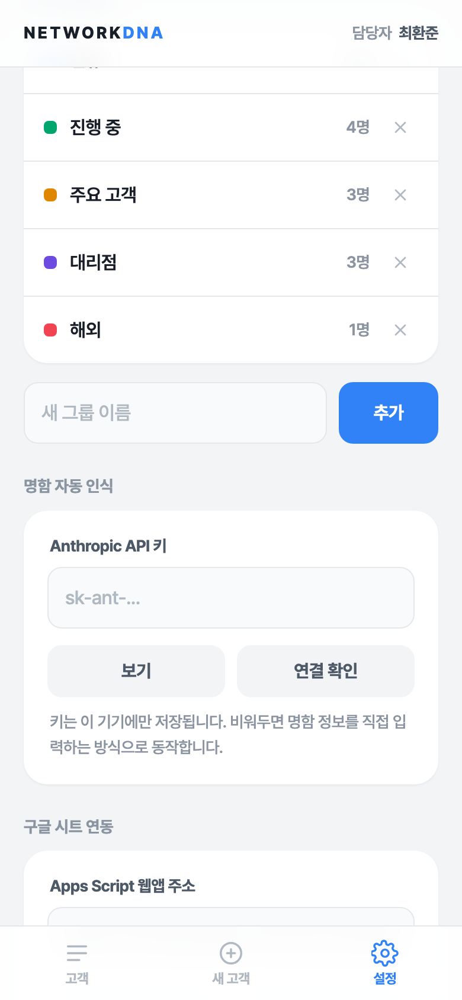 NETWORKDNA
담당자 최환준
진행 중
4명
주요 고객
3명
대리점
3명
해외
1명
새 그룹 이름
추가
명함 자동 인식
Anthropic API 키
sk-ant-...
보기
연결 확인
키는 이 기기에만 저장됩니다. 비워두면 명함 정보를 직접 입
력하는 방식으로 동작합니다.
구글 시트 연동
Apps Script 웹앱 주소
고객
새 고객
설정